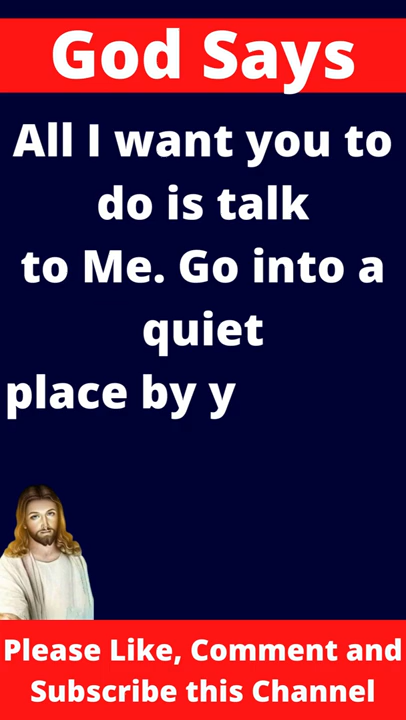 God Says
All I want you to
do is talk
to Me. Go into a
quiet
place by y
Please Like, Comment and
Subscribe this Channel